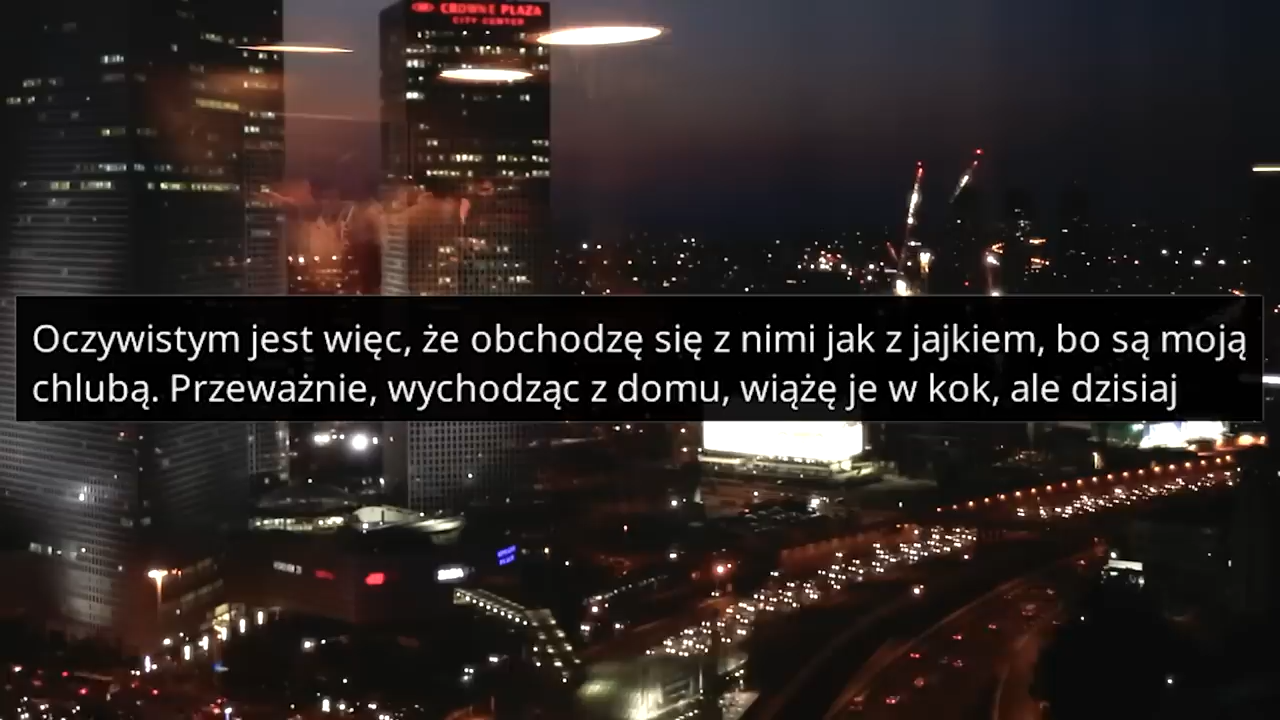 CROWNE PLAZA
CITY CENTER
Oczywistym jest więc, że obchodzę się z nimi jak z jajkiem, bo są moją
chlubą. Przeważnie, wychodząc z domu, wiążę je w kok, ale dzisiaj